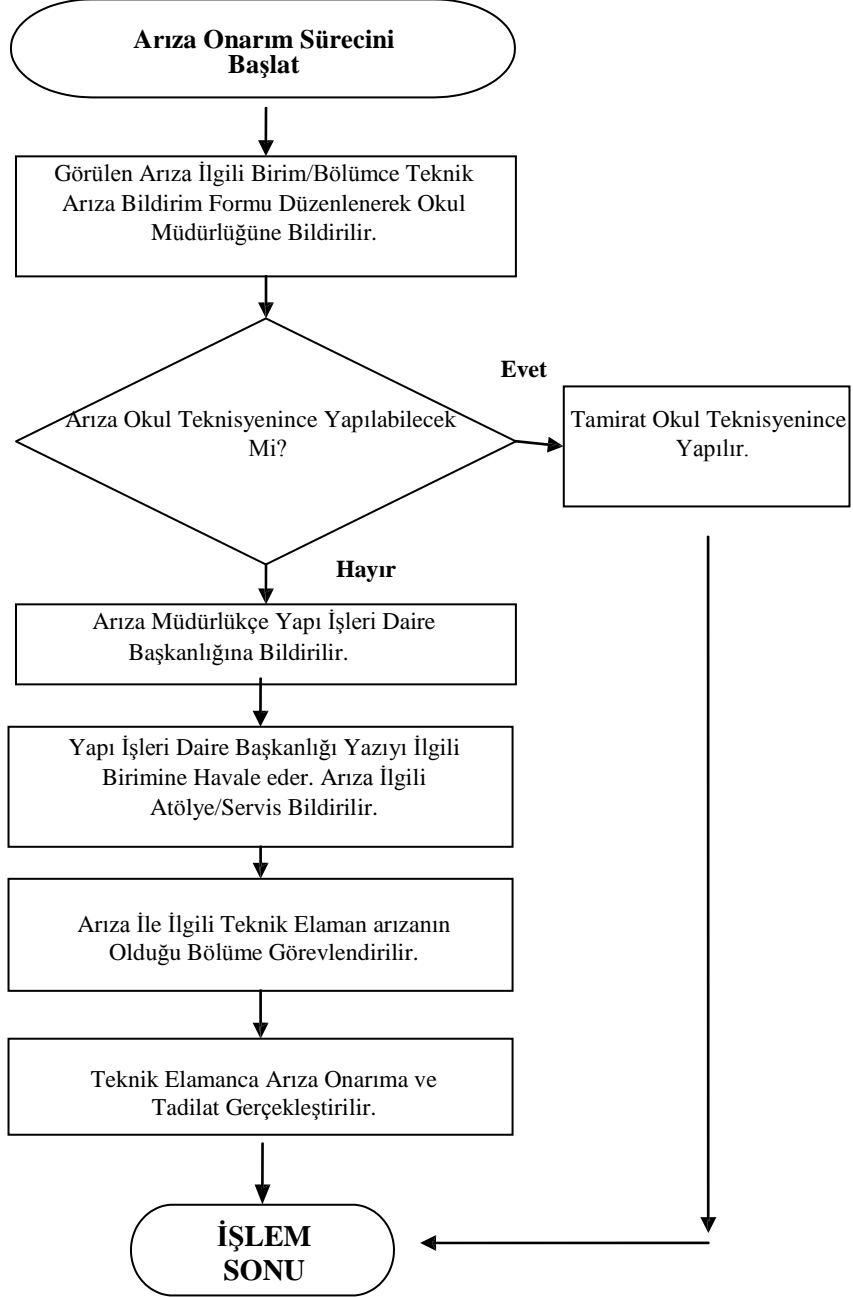 Arıza Onarım Sürecini
Başlat
Görülen Arıza İlgili Birim/Bölümce Teknik
Arıza Bildirim Formu Düzenlenerek Okul
Müdürlüğüne Bildirilir.
Evet
Arıza Okul Teknisyenince Yapılabilecek
Mi?
Tamirat Okul Teknisyenince
Yapılır.
Hayır
Arıza Müdürlükçe Yapı İşleri Daire
Başkanlığına Bildirilir.
Yapı İşleri Daire Başkanlığı Yazıyı İlgili
Birimine Havale eder. Arıza İlgili
Atölye/Servis Bildirilir.
Arıza İle İlgili Teknik Elaman arızanın
Olduğu Bölüme Görevlendirilir.
Teknik Elamanca Arıza Onarıma ve
Tadilat Gerçekleştirilir.
İŞLEM
SONU